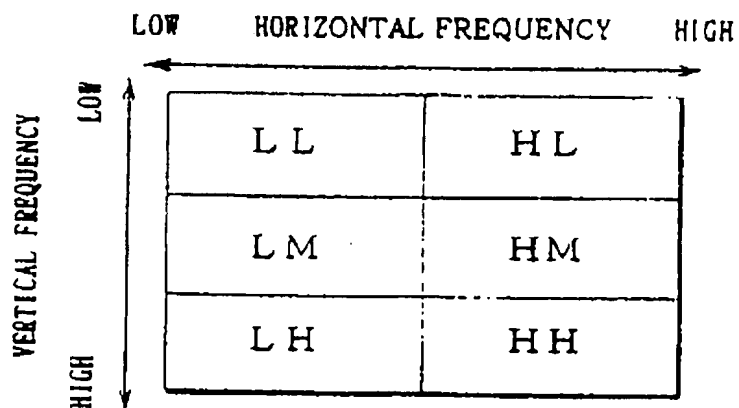 LOW HORIZONTAL FREQUENCY HIGH
LOW
VERTICAL FREQUENCY
HIGH
LL HL
LM HM
LH HH